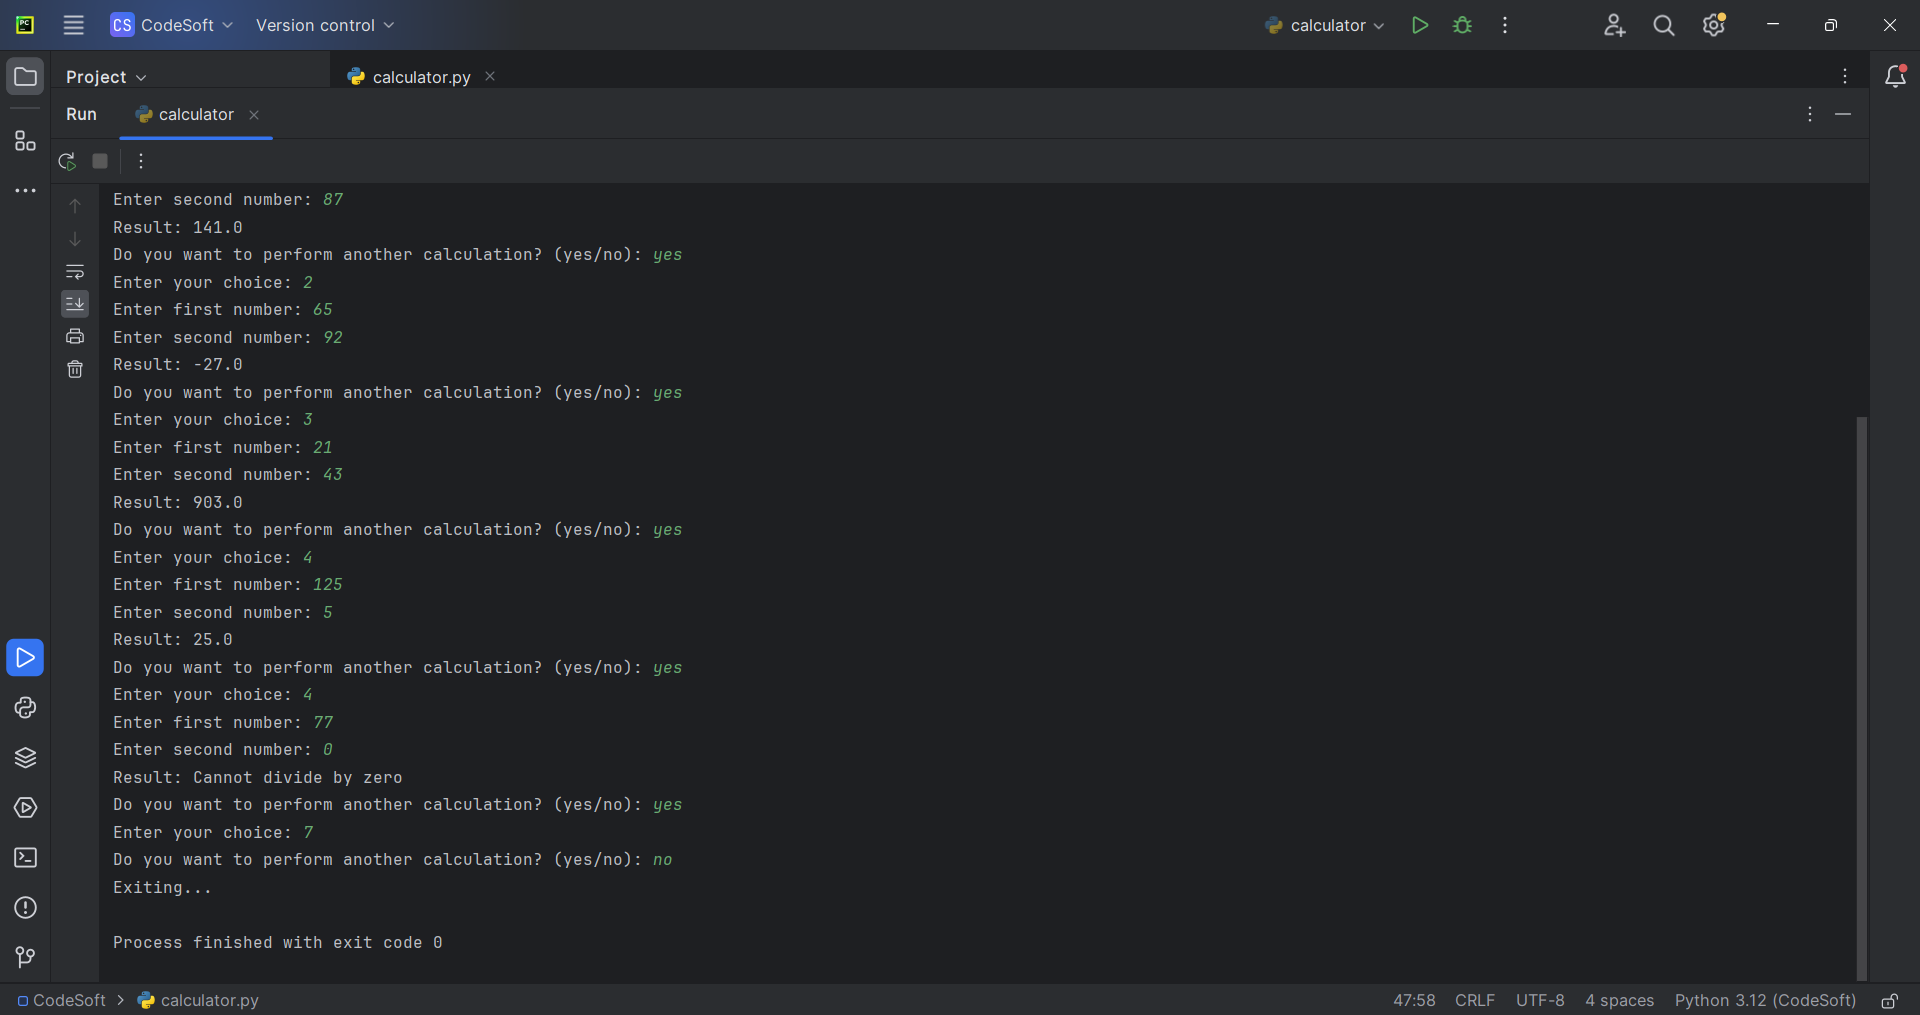 PC
CS CodeSoft Version control calculator
Project calculator.py
Run calculator
Enter second number: 87
Result: 141.0
Do you want to perform another calculation? (yes/no): yes
Enter your choice: 2
Enter first number: 65
Enter second number: 92
Result: -27.0
Do you want to perform another calculation? (yes/no): yes
Enter your choice: 3
Enter first number: 21
Enter second number: 43
Result: 903.0
Do you want to perform another calculation? (yes/no): yes
Enter your choice: 4
Enter first number: 125
Enter second number: 5
Result: 25.0
Do you want to perform another calculation? (yes/no): yes
Enter your choice: 4
Enter first number: 77
Enter second number: 0
Result: Cannot divide by zero
Do you want to perform another calculation? (yes/no): yes
Enter your choice: 7
Do you want to perform another calculation? (yes/no): no
Exiting...
Process finished with exit code 0
CodeSoft > calculator.py 47:58 CRLF UTF-8 4 spaces Python 3.12 (CodeSoft)